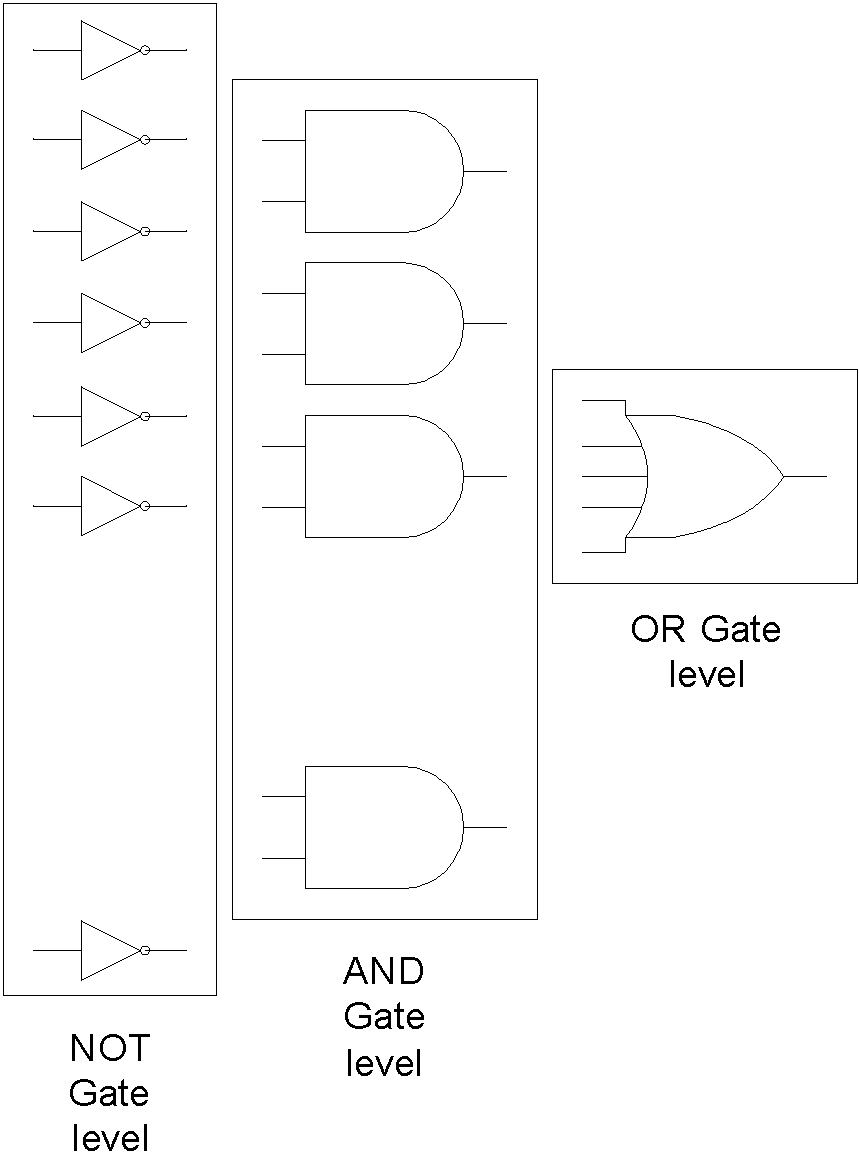 OR Gate
level
AND
Gate
level
NOT
Gate
level